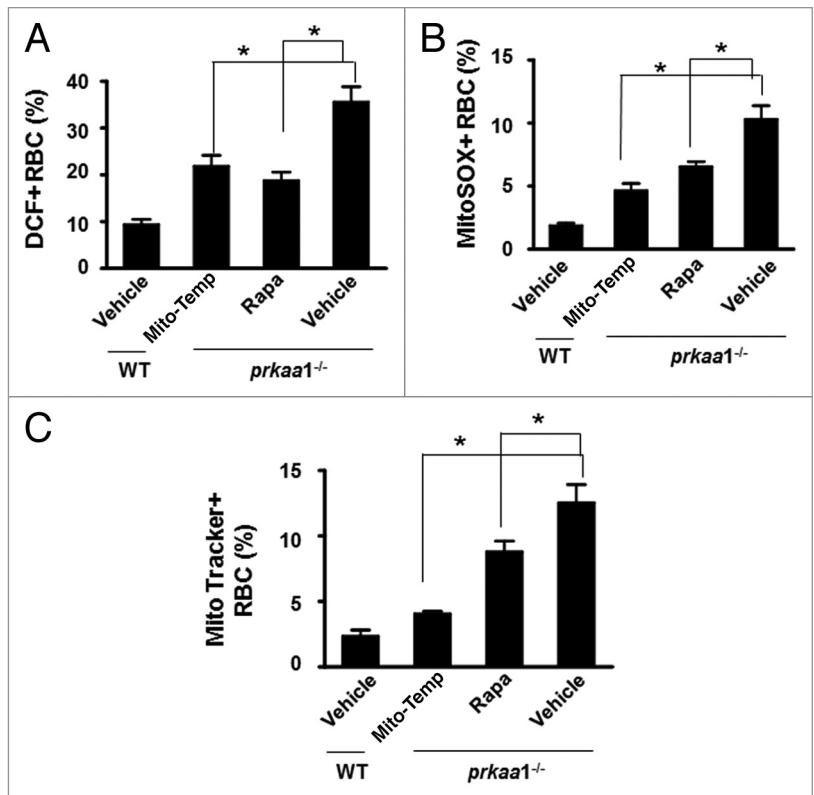 A
DCF+ RBC (%)
40
30
20
10
0
*
*
Vehicle
Mito-Temp
Rapa
Vehicle
WT
prkaa1-/-
B
MitoSOX+ RBC (%)
15
10
5
0
*
*
Vehicle
Mito-Temp
Rapa
Vehicle
WT
prkaa1-/-
C
Mito Tracker+
RBC (%)
15
10
5
0
*
*
Vehicle
Mito-Temp
Rapa
Vehicle
WT
prkaa1-/-